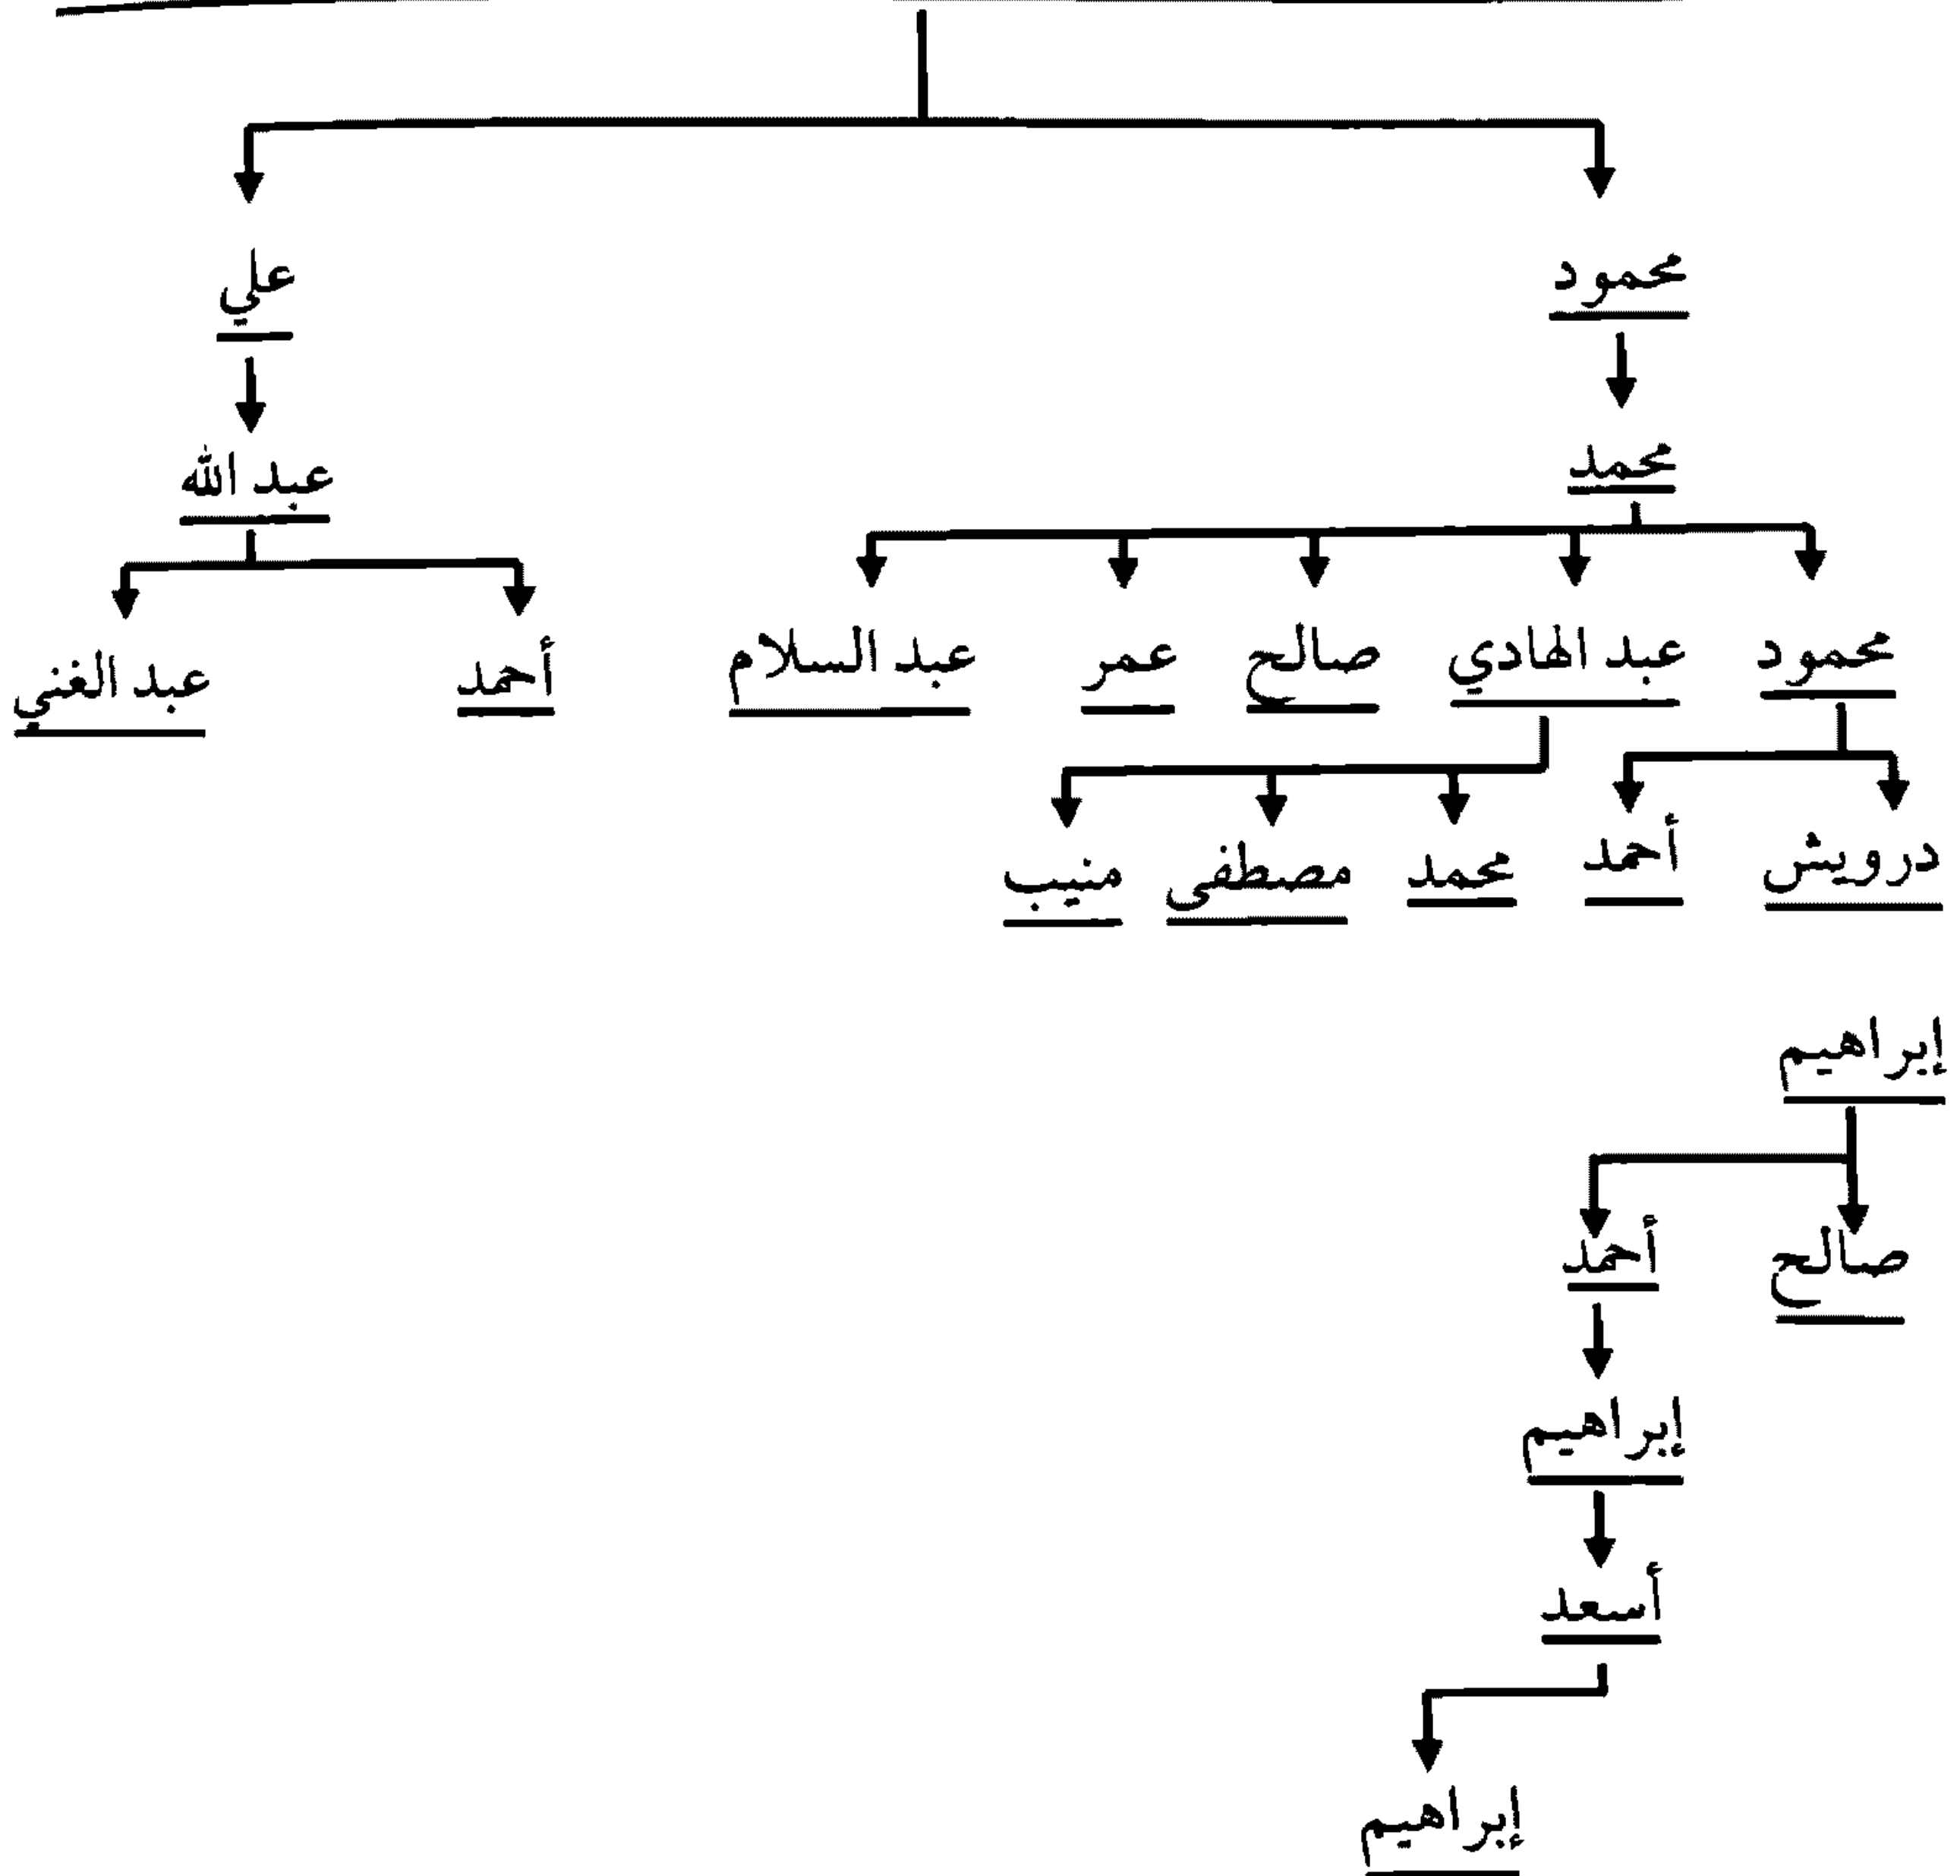 محمود علي
محمد عبد الله
محمود عبد الهادي صالح عمر عبد السلام أحمد عبد الغني
درويش أحمد محمد مصطفى منيب
إبراهيم
صالح أحمد
إبراهيم
أسعد
إبراهيم